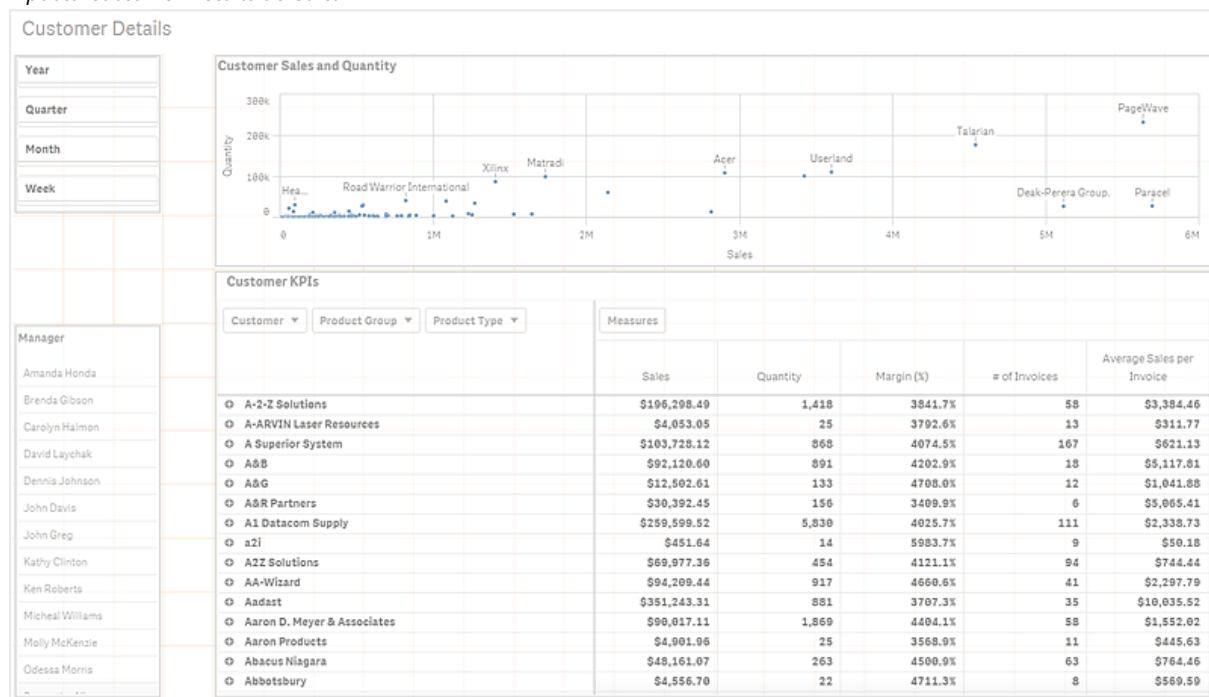 Customer Details
Year
Quarter
Month
Week
Customer Sales and Quantity
300k
200k
100k
0
Quantity
PageWave
Talarian
Acer
Userland
Xilinx
Matradi
Hea...
Road Warrior International
Deak-Perera Group.
Paracel
0 1M 2M 3M 4M 5M 6M
Sales
Manager
Amanda Honda
Brenda Gibson
Carolyn Halmon
David Laychak
Dennis Johnson
John Davis
John Greg
Kathy Clinton
Ken Roberts
Micheal Williams
Molly McKenzie
Odessa Morris
Customer KPIs
Customer Product Group Product Type Measures
Sales Quantity Margin (%) # of Invoices Average Sales per Invoice
A-2-Z Solutions $196,298.49 1,418 3841.7% 58 $3,384.46
A-ARVIN Laser Resources $4,053.05 25 3792.6% 13 $311.77
A Superior System $103,728.12 868 4074.5% 167 $621.13
A&B $92,120.60 891 4202.9% 18 $5,117.81
A&G $12,502.61 133 4708.0% 12 $1,041.88
A&R Partners $30,392.45 156 3409.9% 6 $5,065.41
A1 Datacom Supply $259,599.52 5,830 4025.7% 111 $2,338.73
a2i $451.64 14 5983.7% 9 $50.18
A2Z Solutions $69,977.36 454 4121.1% 94 $744.44
AA-Wizard $94,209.44 917 4660.6% 41 $2,297.79
Aadast $351,243.31 881 3707.3% 35 $10,035.52
Aaron D. Meyer & Associates $90,017.11 1,869 4404.1% 58 $1,552.02
Aaron Products $4,901.96 25 3568.9% 11 $445.63
Abacus Niagara $48,161.07 263 4500.9% 63 $764.46
Abbotsbury $4,556.70 22 4711.3% 8 $569.59